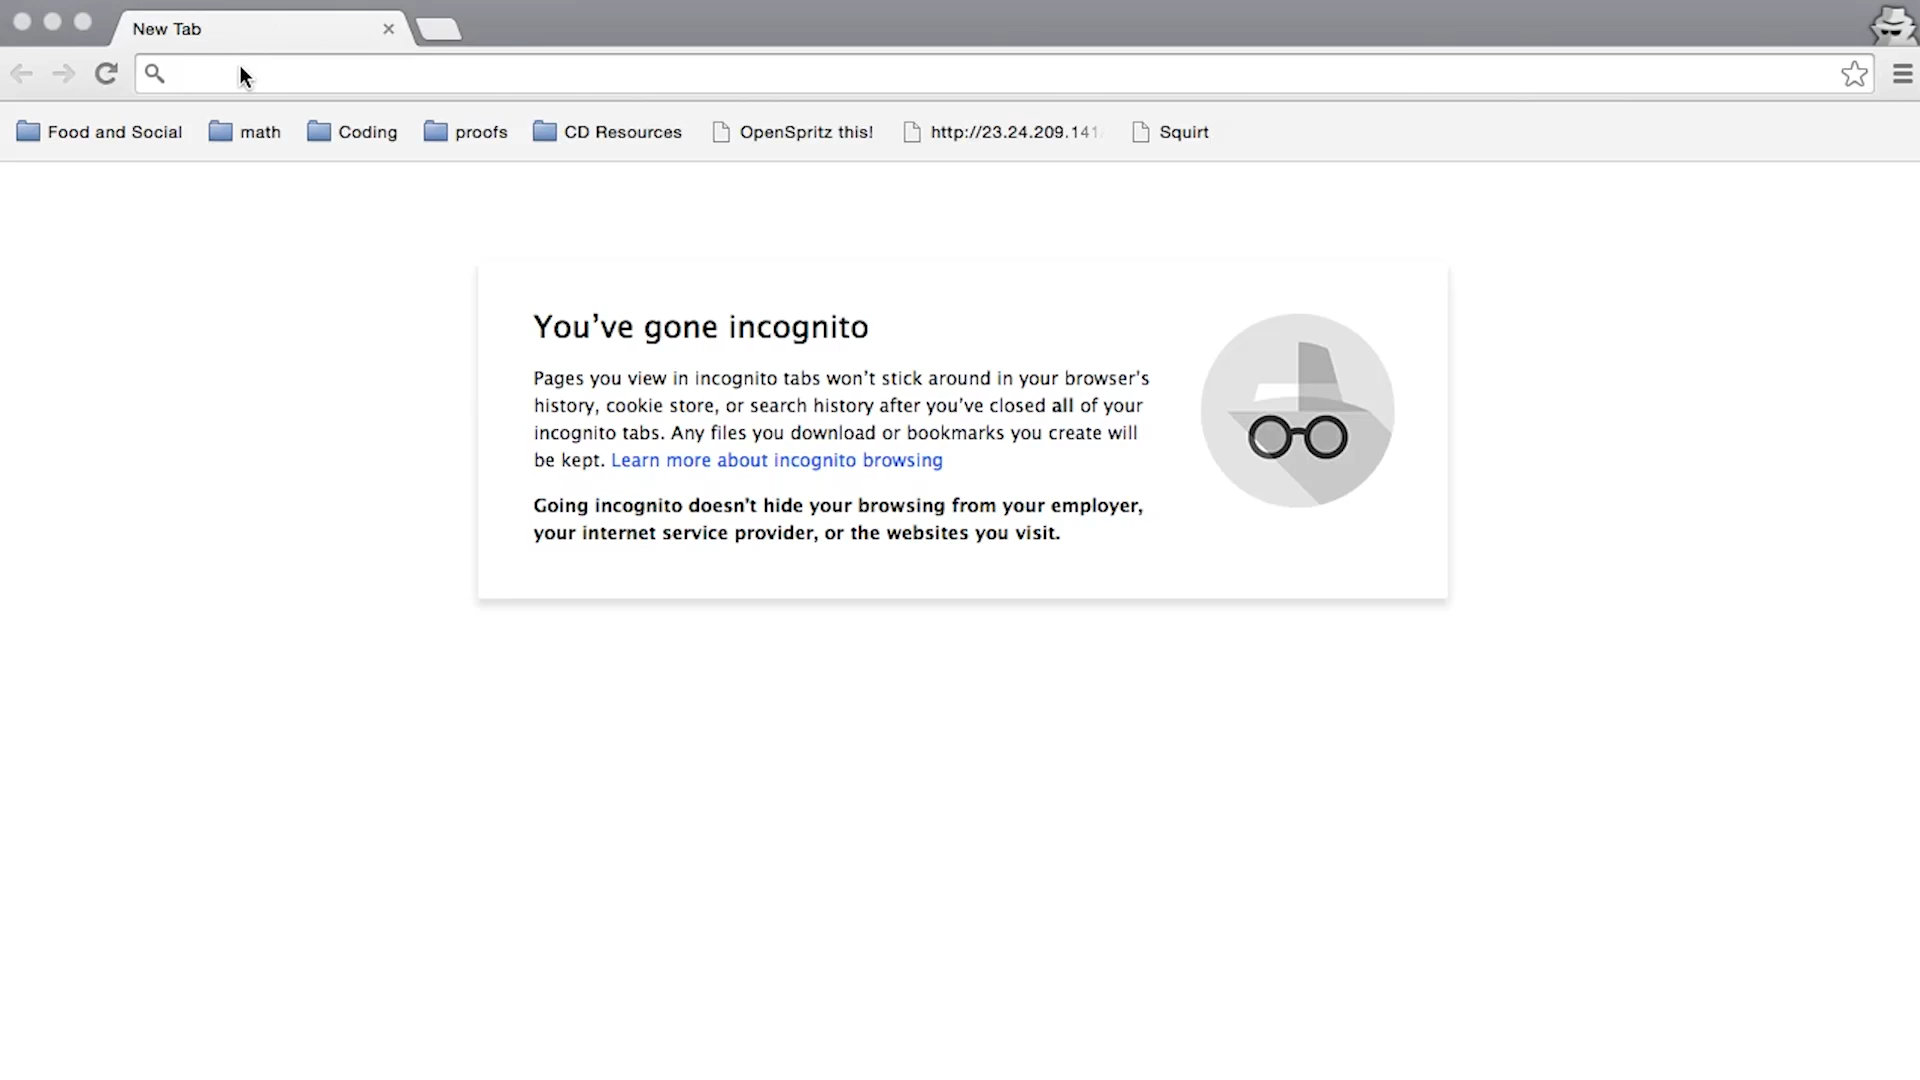 New Tab
Food and Social math Coding proofs CD Resources OpenSpritz this! http://23.24.209.141 Squirt
You've gone incognito
Pages you view in incognito tabs won't stick around in your browser's
history, cookie store, or search history after you've closed all of your
incognito tabs. Any files you download or bookmarks you create will
be kept. Learn more about incognito browsing
Going incognito doesn't hide your browsing from your employer,
your internet service provider, or the websites you visit.